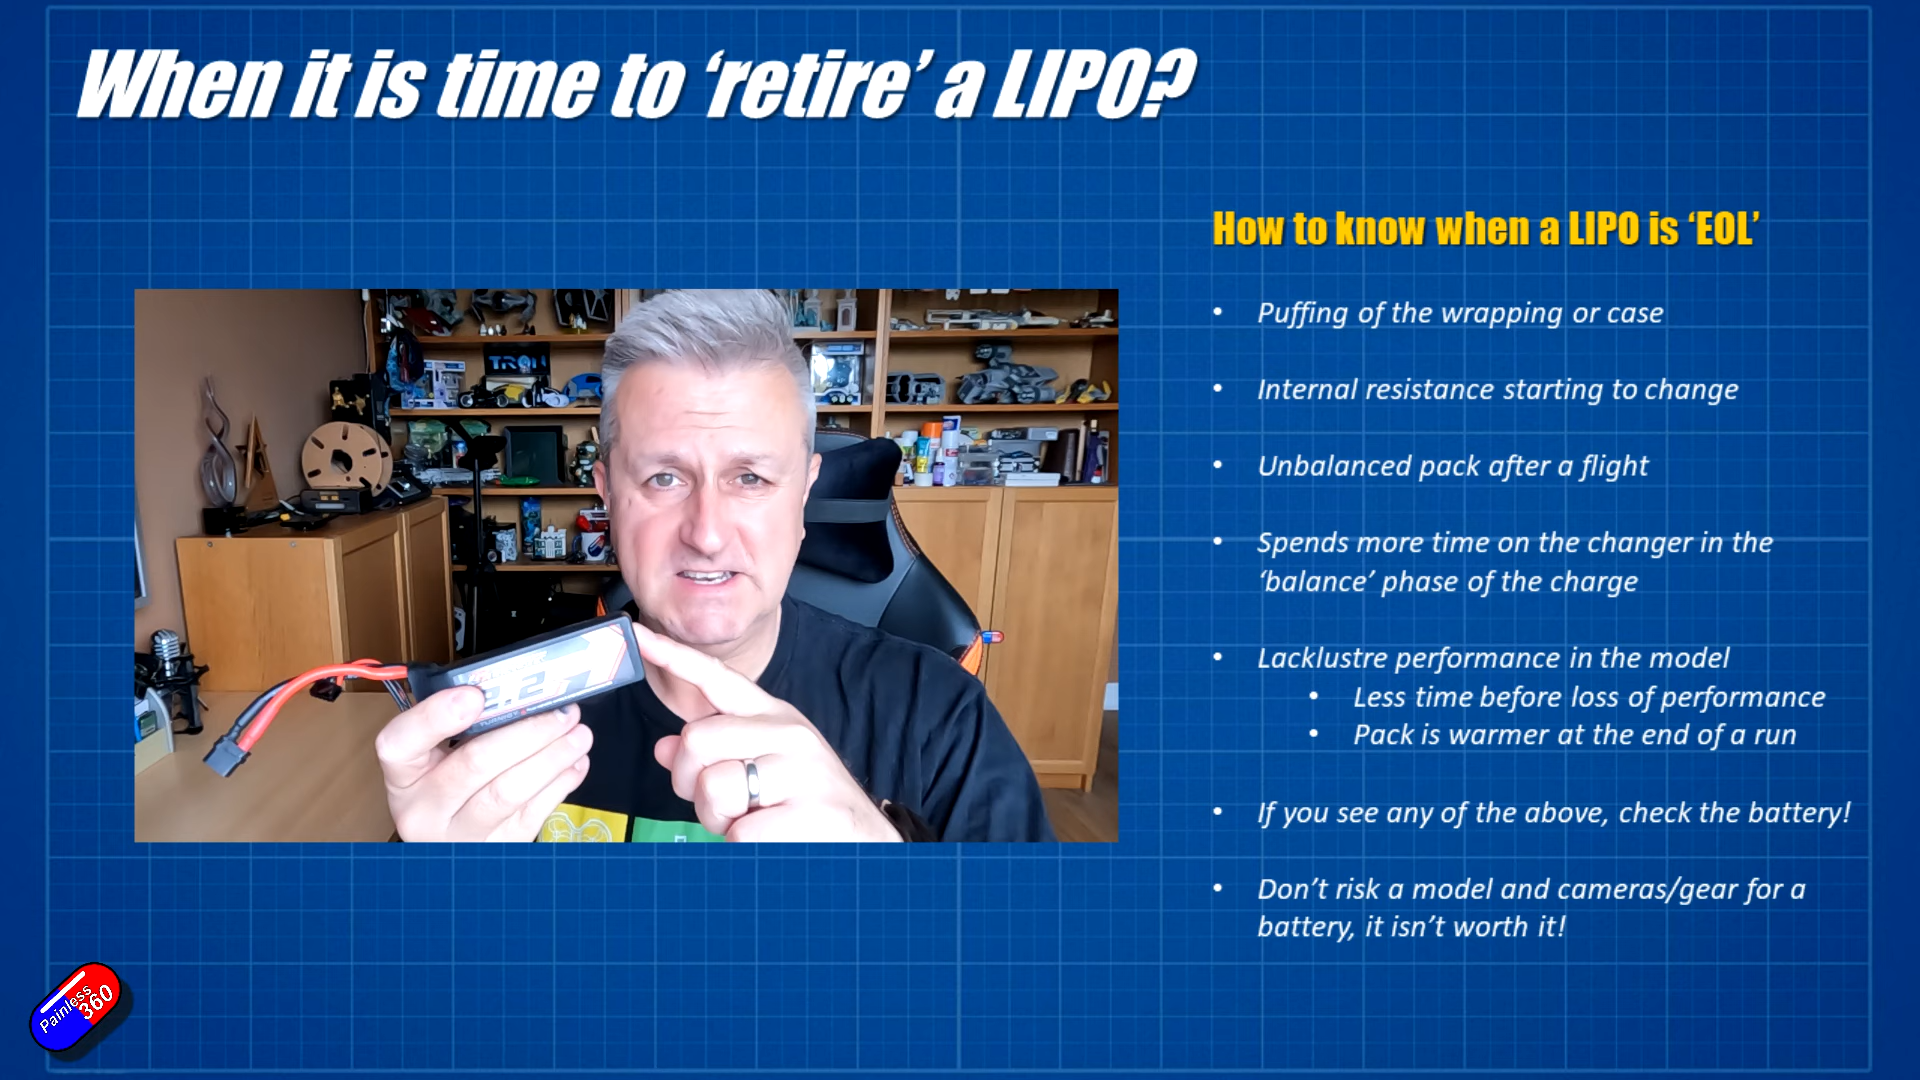 When it is time to ‘retire’ a LIPO?
How to know when a LIPO is ‘EOL’
• Puffing of the wrapping or case
• Internal resistance starting to change
• Unbalanced pack after a flight
• Spends more time on the changer in the
‘balance’ phase of the charge
• Lacklustre performance in the model
• Less time before loss of performance
• Pack is warmer at the end of a run
• If you see any of the above, check the battery!
• Don’t risk a model and cameras/gear for a
battery, it isn’t worth it!
TRON
Painless
360